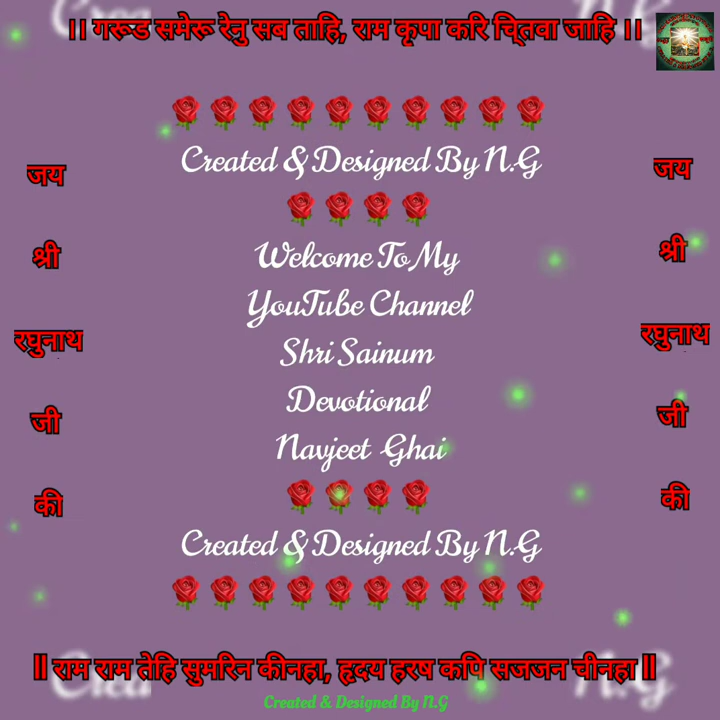 ।। गरूड समेरू रेनु सब ताहि, राम कृपा करि चि्तवा जाहि ।।
Created & Designed By N.G
Welcome To My
YouTube Channel
Shri Sainum
Devotional
Navjeet Ghai
Created & Designed By N.G
जय
श्री
रघुनाथ
जी
की
जय
श्री
रघुनाथ
जी
की
|| राम राम तेहि सुमरिन कीनहा, हृदय हरष कपि सजजन चीनहा ||
Created & Designed By N.G